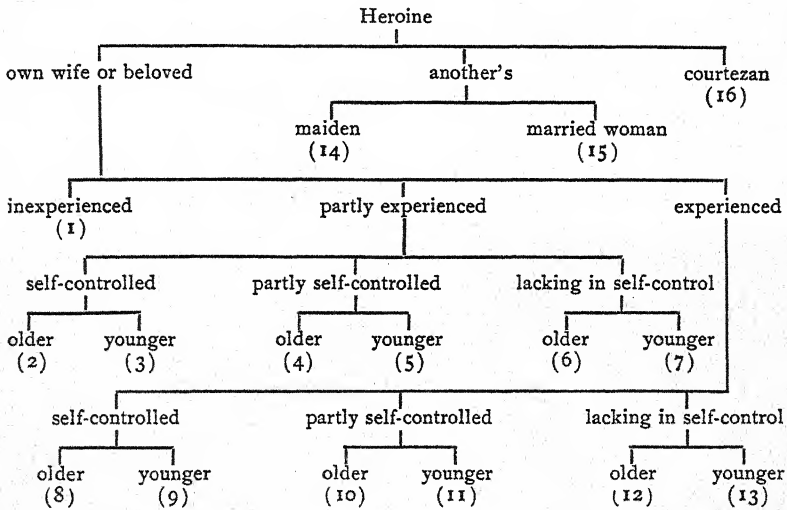 Heroine
own wife or beloved another's courtezan
(16)
maiden married woman
(14) (15)
inexperienced partly experienced experienced
(1)
self-controlled partly self-controlled lacking in self-control
older younger older younger older younger
(2) (3) (4) (5) (6) (7)
self-controlled partly self-controlled lacking in self-control
older younger older younger older younger
(8) (9) (10) (11) (12) (13)